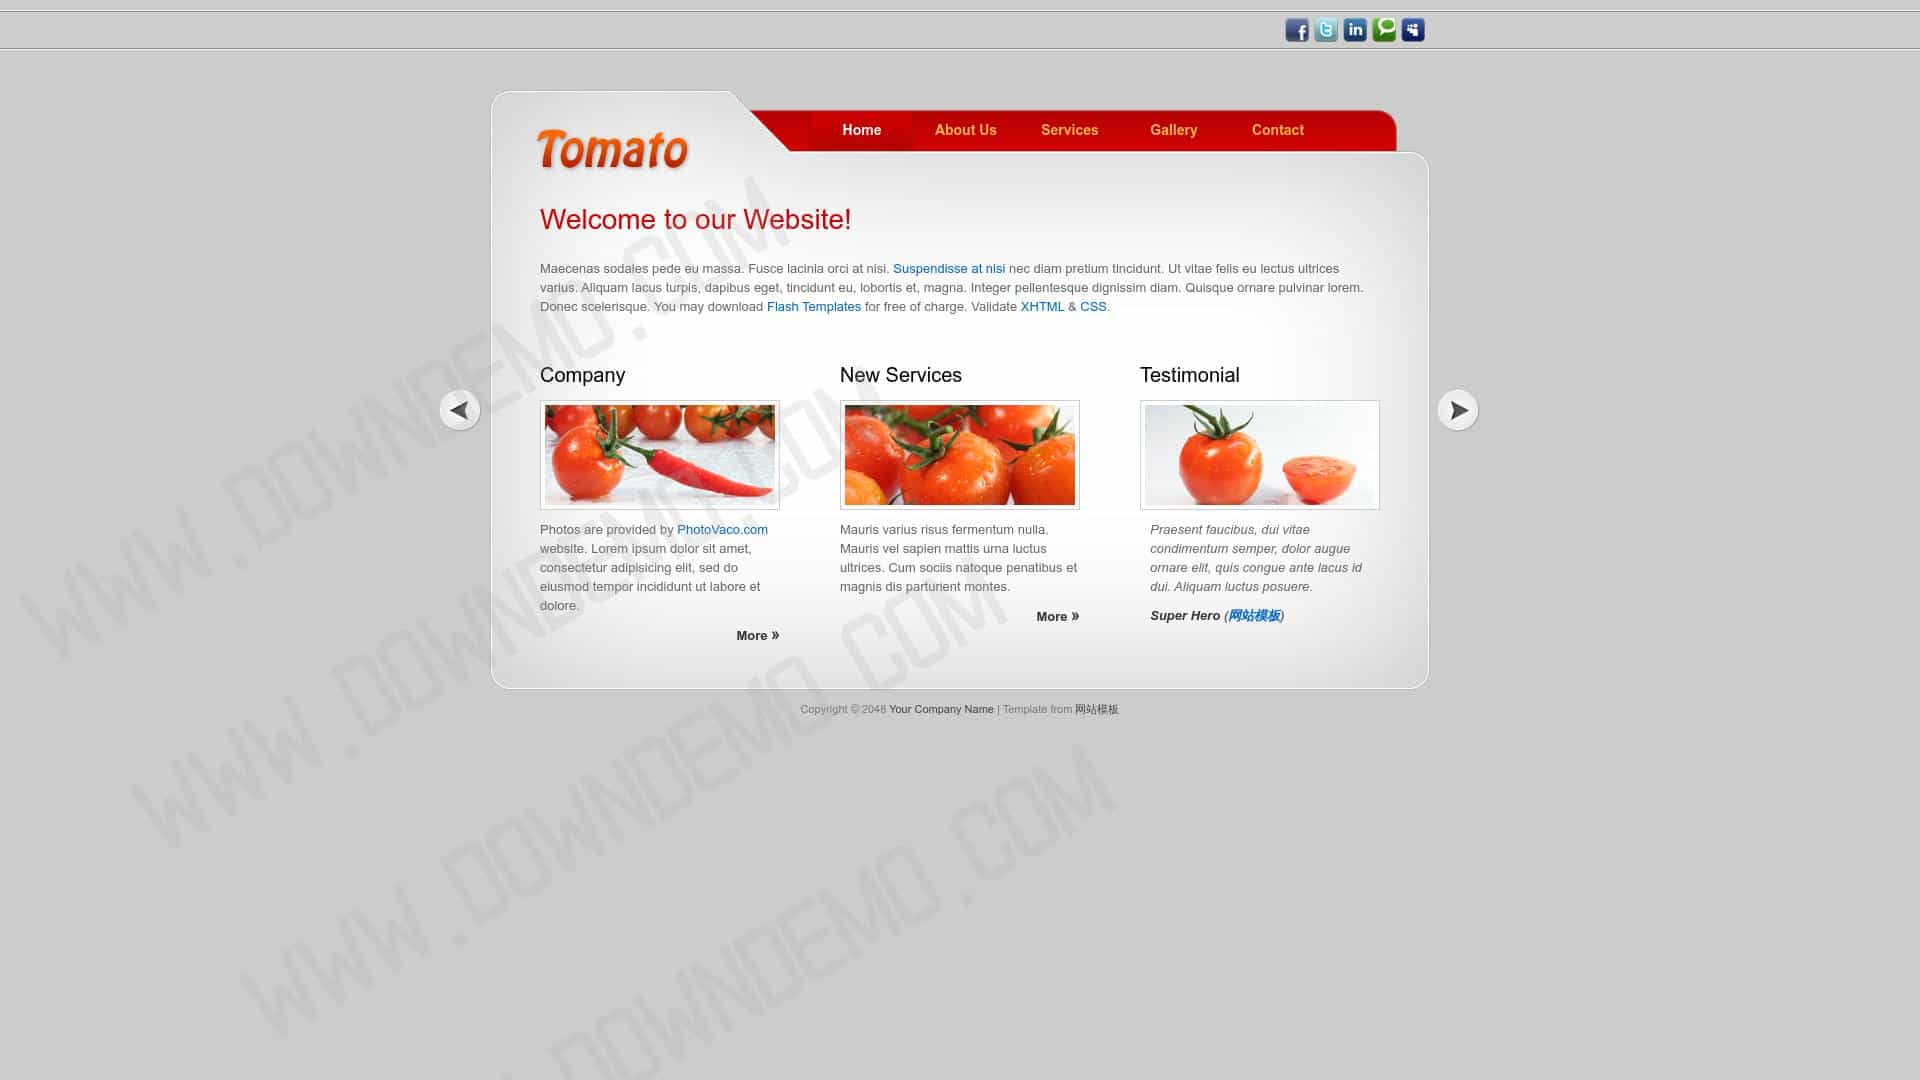 Home About Us Services Gallery Contact
Tomato
Welcome to our Website!
Maecenas sodales pede eu massa. Fusce lacinia orci at nisi. Suspendisse at nisi nec diam pretium tincidunt. Ut vitae felis eu lectus ultrices
varius. Aliquam lacus turpis, dapibus eget, tincidunt eu, lobortis et, magna. Integer pellentesque dignissim diam. Quisque ornare pulvinar lorem.
Donec scelerisque. You may download Flash Templates for free of charge. Validate XHTML & CSS.
Company
Photos are provided by PhotoVaco.com
website. Lorem ipsum dolor sit amet,
consectetur adipisicing elit, sed do
eiusmod tempor incididunt ut labore et
dolore.
More »
New Services
Mauris varius risus fermentum nulla.
Mauris vel sapien mattis urna luctus
ultrices. Cum sociis natoque penatibus et
magnis dis parturient montes.
More »
Testimonial
Praesent faucibus, dui vitae
condimentum semper, dolor augue
ornare elit, quis congue ante lacus id
dui. Aliquam luctus posuere.
Super Hero (网站模板)
Copyright © 2048 Your Company Name | Template from 网站模板
WWW.DOWNDEMO.COM
WWW.DOWNDEMO.COM
WWW.DOWNDEMO.COM
.DOWNDEMO.COM